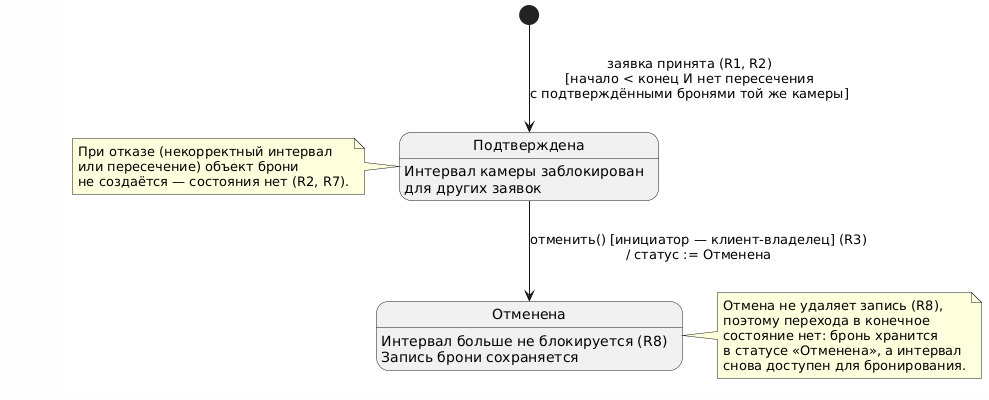 заявка принята (R1, R2)
[начало < конец И нет пересечения
с подтверждёнными бронями той же камеры]
При отказе (некорректный интервал
или пересечение) объект брони
не создаётся — состояния нет (R2, R7).
Подтверждена
Интервал камеры заблокирован
для других заявок
отменить() [инициатор — клиент-владелец] (R3)
/ статус := Отменена
Отменена
Интервал больше не блокируется (R8)
Запись брони сохраняется
Отмена не удаляет запись (R8),
поэтому перехода в конечное
состояние нет: бронь хранится
в статусе «Отменена», а интервал
снова доступен для бронирования.